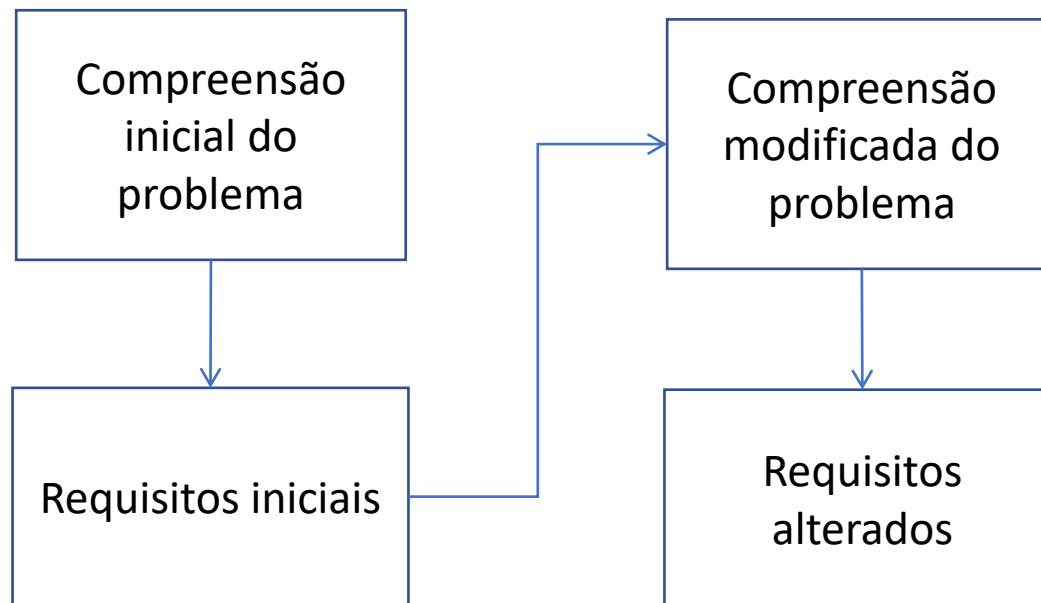 Compreensão
inicial do
problema
Requisitos iniciais
Compreensão
modificada do
problema
Requisitos
alterados